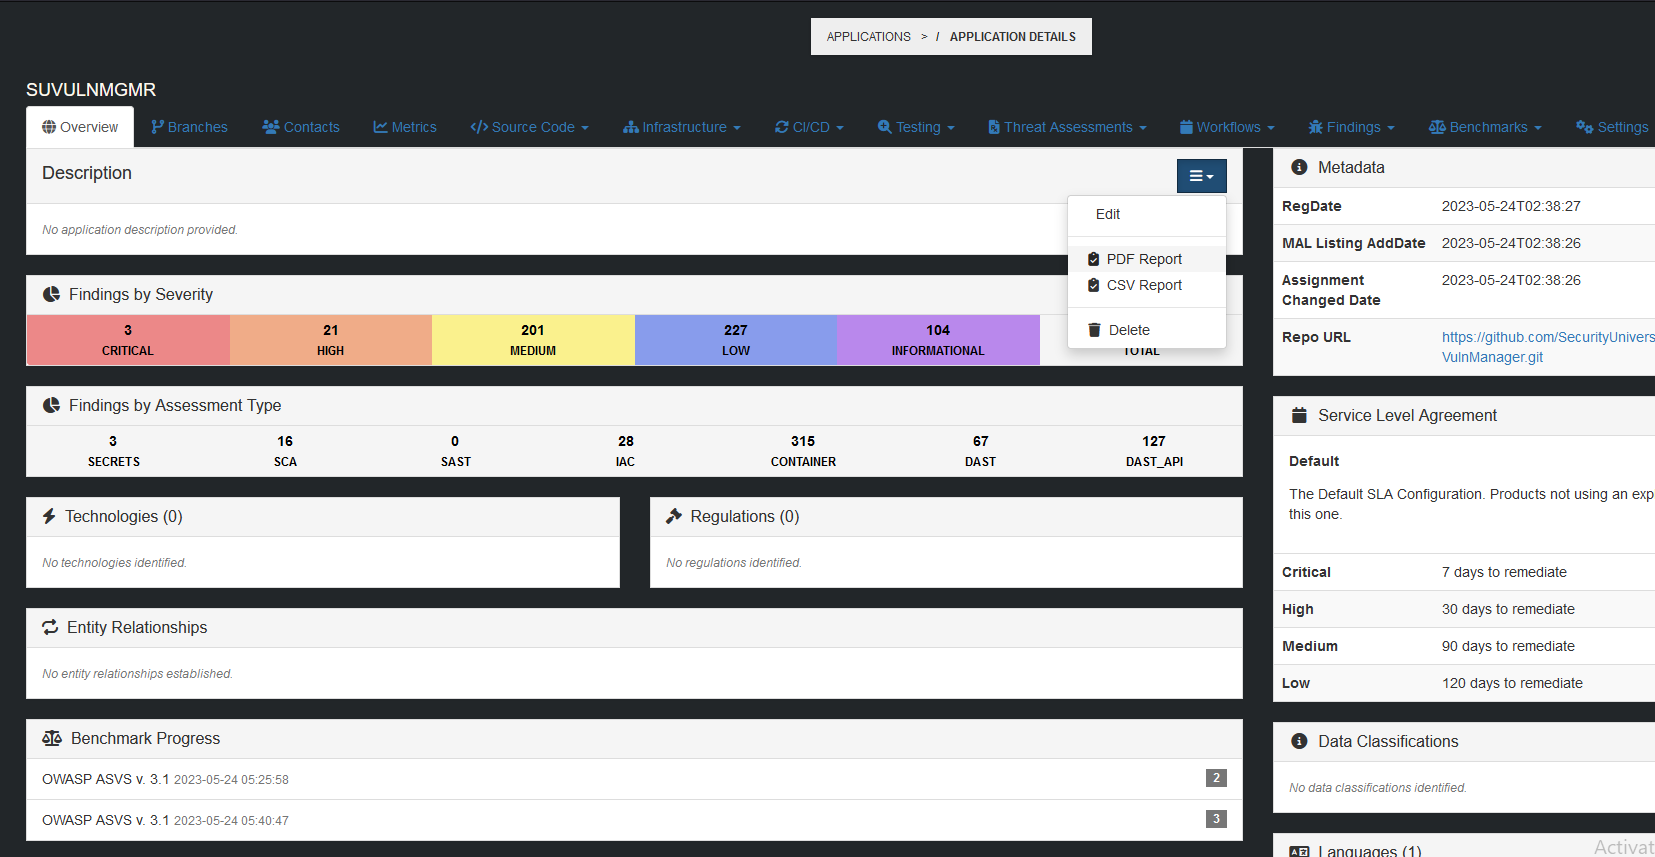 APPLICATIONS > / APPLICATION DETAILS
SUVULNMGMR
Overview Branches Contacts Metrics Source Code Infrastructure CI/CD Testing Threat Assessments Workflows Findings Benchmarks Settings
Description
No application description provided.
Edit
PDF Report
CSV Report
Delete
Findings by Severity
3 21 201 227 104
CRITICAL HIGH MEDIUM LOW INFORMATIONAL TOTAL
Findings by Assessment Type
3 16 0 28 315 67 127
SECRETS SCA SAST IAC CONTAINER DAST DAST_API
Technologies (0)
No technologies identified.
Regulations (0)
No regulations identified.
Entity Relationships
No entity relationships established.
Benchmark Progress
OWASP ASVS v. 3.1 2023-05-24 05:25:58 2
OWASP ASVS v. 3.1 2023-05-24 05:40:47 3
Metadata
RegDate 2023-05-24T02:38:27
MAL Listing AddDate 2023-05-24T02:38:26
Assignment 2023-05-24T02:38:26
Changed Date
Repo URL https://github.com/SecurityUnivers
VulnManager.git
Service Level Agreement
Default
The Default SLA Configuration. Products not using an exp
this one.
Critical 7 days to remediate
High 30 days to remediate
Medium 90 days to remediate
Low 120 days to remediate
Data Classifications
No data classifications identified.
Languages (1)
Activat